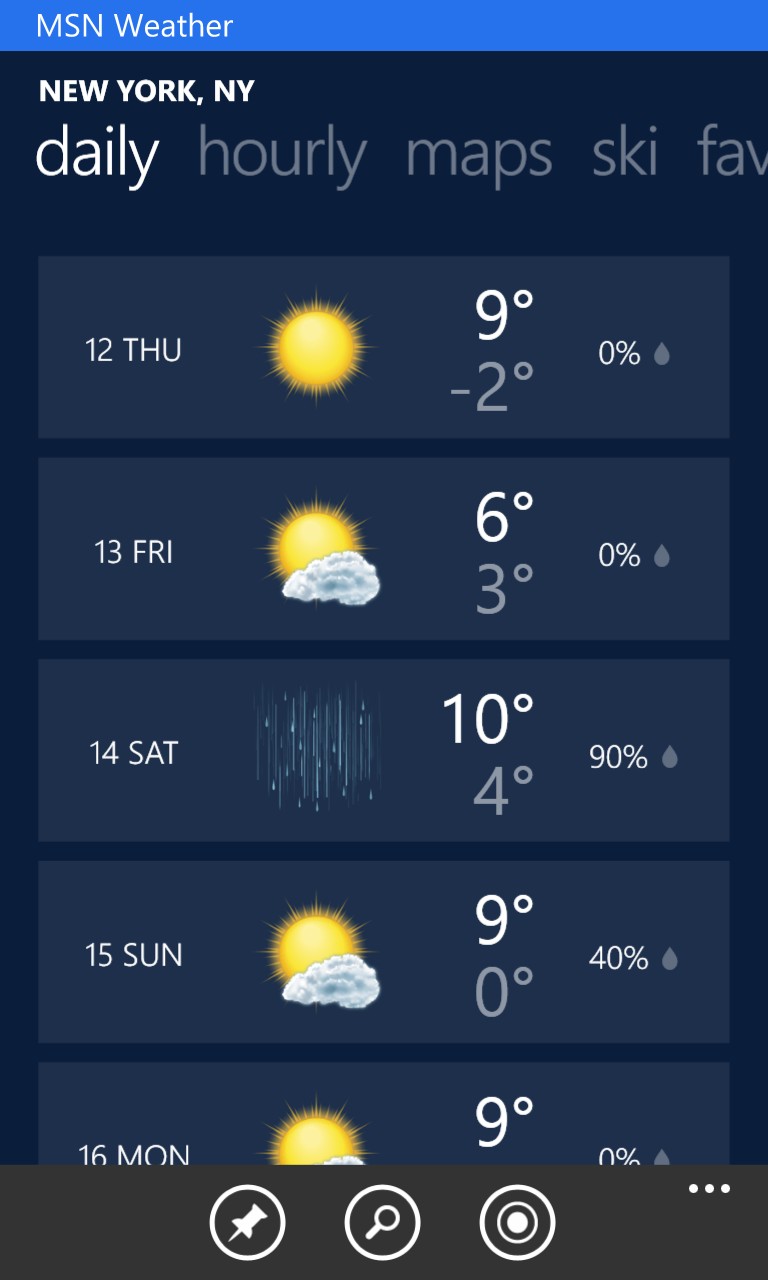 MSN Weather
NEW YORK, NY
daily hourly maps ski fav
12 THU 9° -2° 0%
13 FRI 6° 3° 0%
14 SAT 10° 4° 90%
15 SUN 9° 0° 40%
16 MON 9° 0%